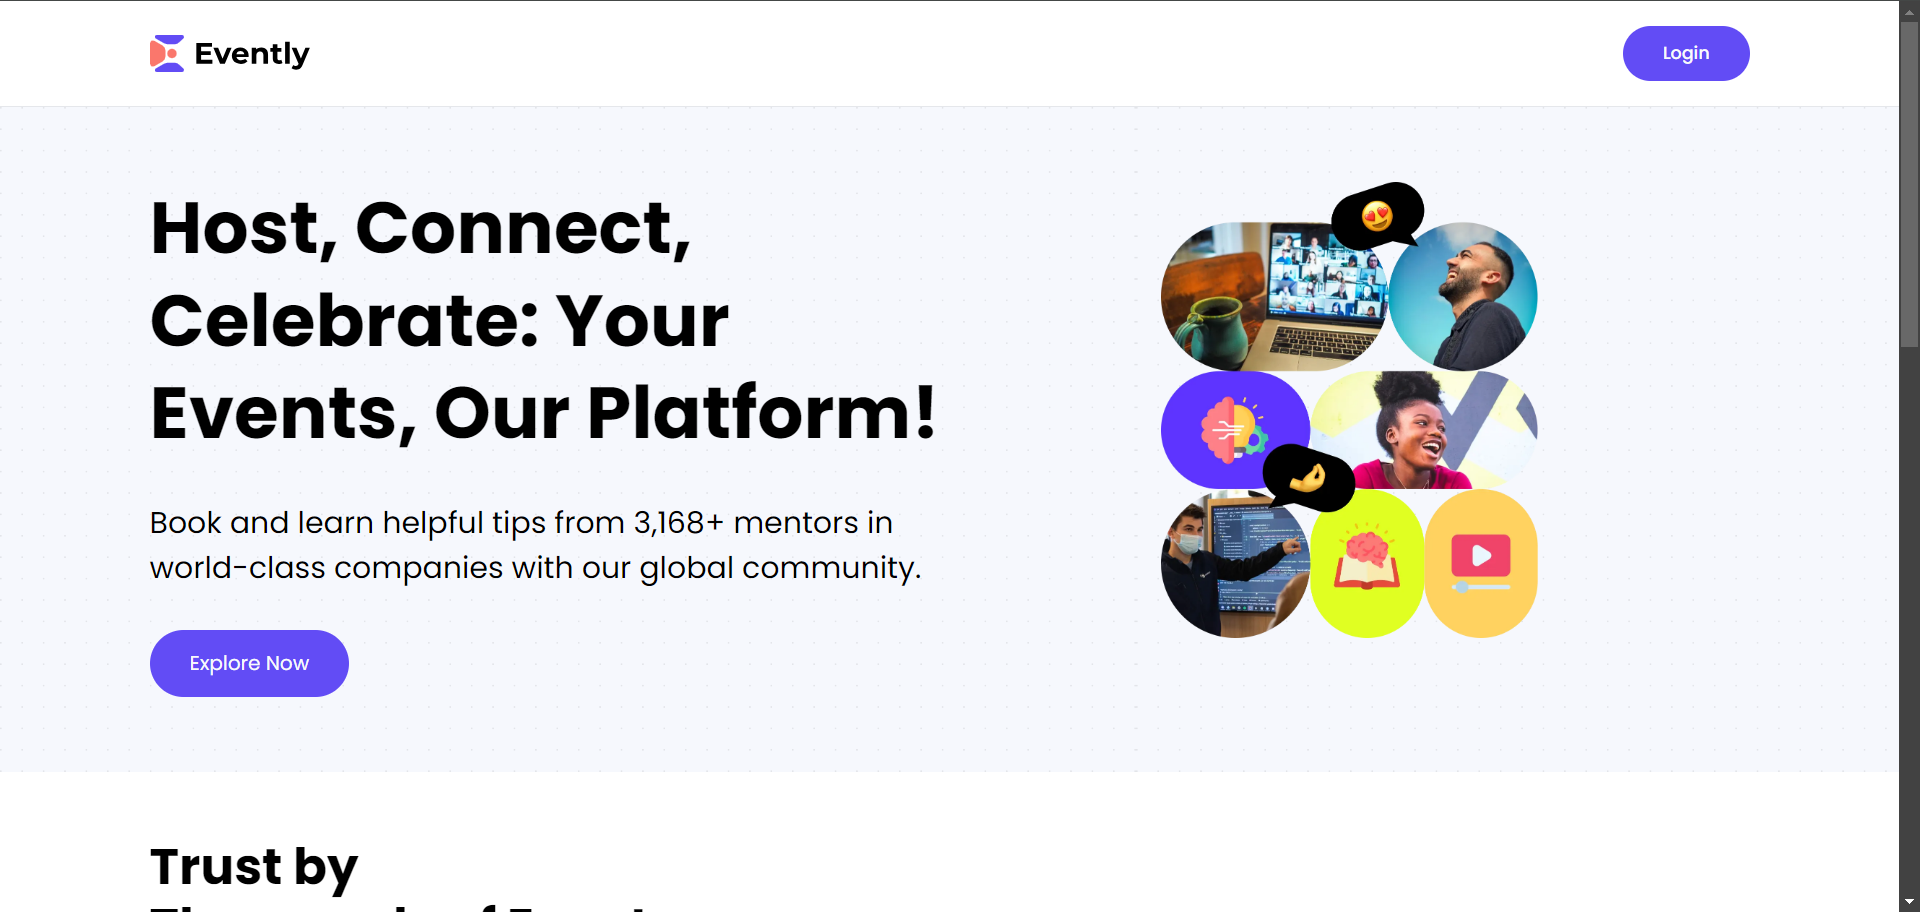 Evently
Login
Host, Connect,
Celebrate: Your
Events, Our Platform!
Book and learn helpful tips from 3,168+ mentors in
world-class companies with our global community.
Explore Now
Trust by